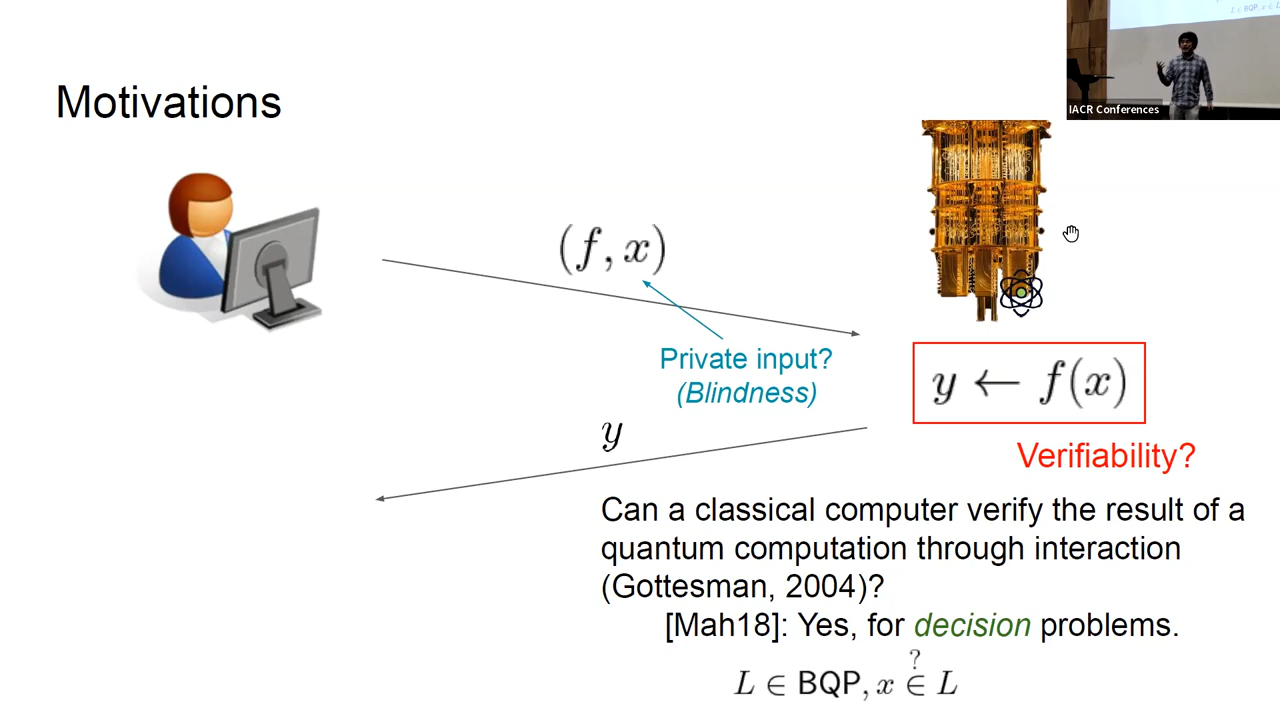 Motivations
L ∈ BQP, x ∈ L
IACR Conferences
(f, x)
Private input?
(Blindness)
y ← f(x)
y
Verifiability?
Can a classical computer verify the result of a
quantum computation through interaction
(Gottesman, 2004)?
[Mah18]: Yes, for decision problems.
?
L ∈ BQP, x ∈ L